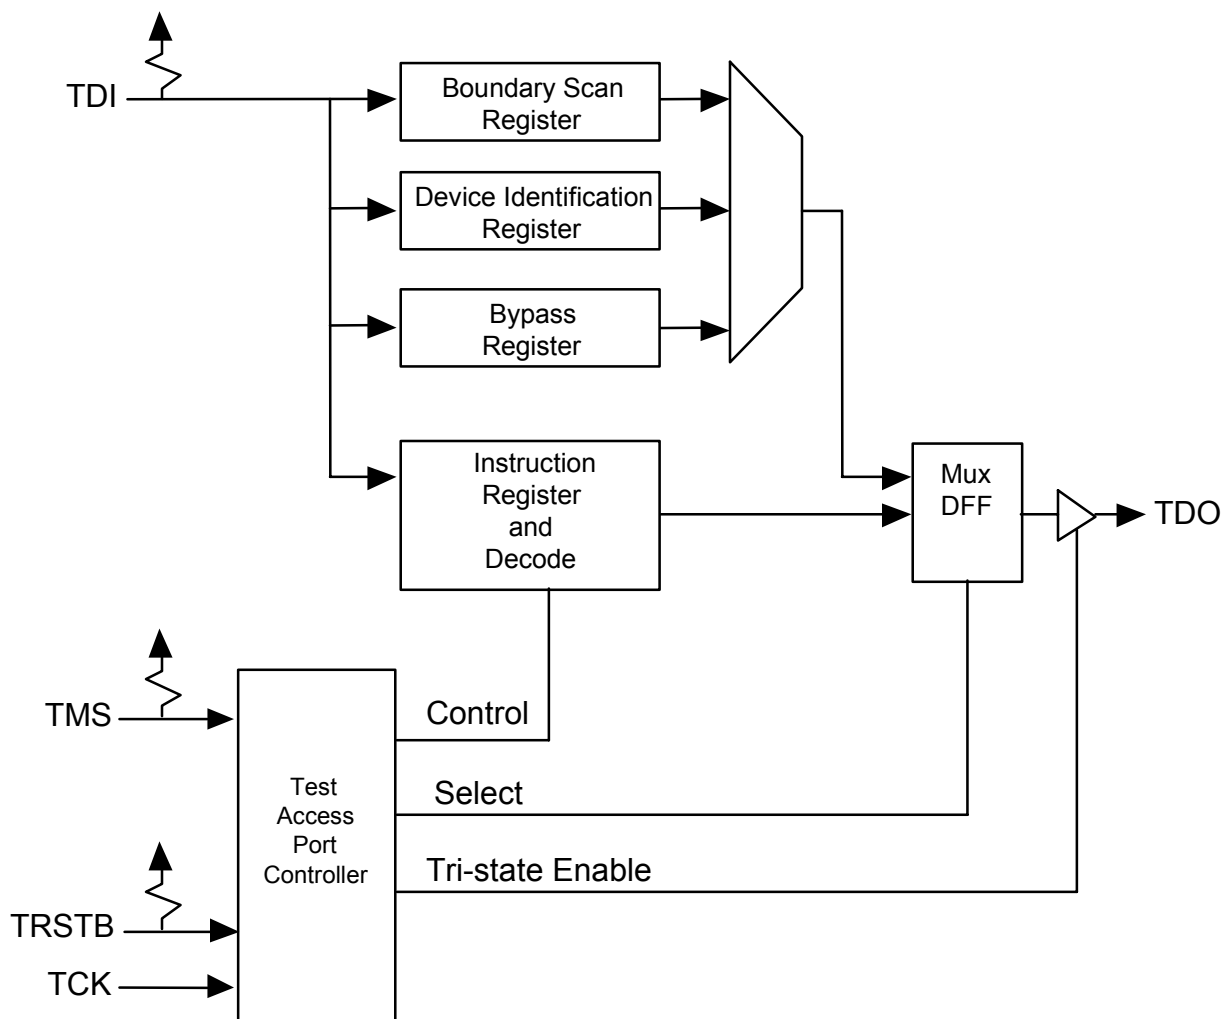 TDI
Boundary Scan
Register
Device Identification
Register
Bypass
Register
Instruction
Register
and
Decode
Mux
DFF
TDO
TMS
Control
Test
Access
Port
Controller
Select
Tri-state Enable
TRSTB
TCK